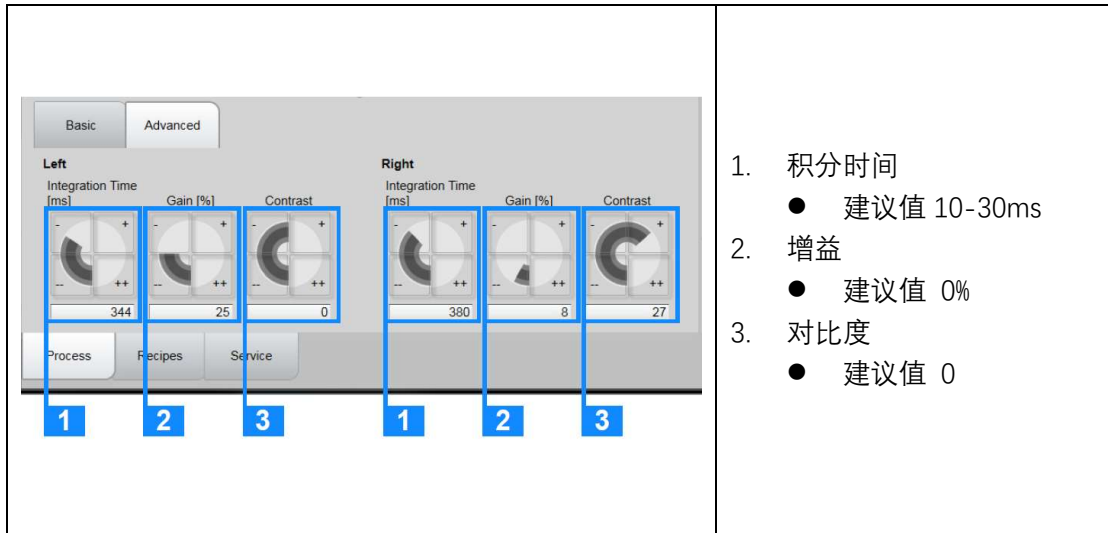 Basic Advanced
Left Right
Integration Time Integration Time
[ms] Gain [%] Contrast [ms] Gain [%] Contrast
- + - + - + - + - + - +
-- ++ -- ++ -- ++ -- ++ -- ++ -- ++
344 25 0 380 8 27
Process Recipes Service
1 2 3 1 2 3
1. 积分时间
● 建议值 10-30ms
2. 增益
● 建议值 0%
3. 对比度
● 建议值 0